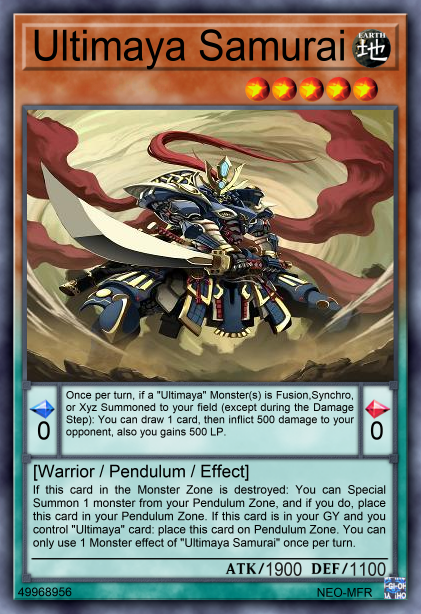 Ultimaya Samurai
EARTH
地
Once per turn, if a "Ultimaya" Monster(s) is Fusion,Synchro,
or Xyz Summoned to your field (except during the Damage
Step): You can draw 1 card, then inflict 500 damage to your
opponent, also you gains 500 LP.
0
0
[Warrior / Pendulum / Effect]
If this card in the Monster Zone is destroyed: You can Special
Summon 1 monster from your Pendulum Zone, and if you do, place
this card in your Pendulum Zone. If this card is in your GY and you
control "Ultimaya" card: place this card on Pendulum Zone. You can
only use 1 Monster effect of "Ultimaya Samurai" once per turn.
ATK/1900 DEF/1100
49968956
NEO-MFR